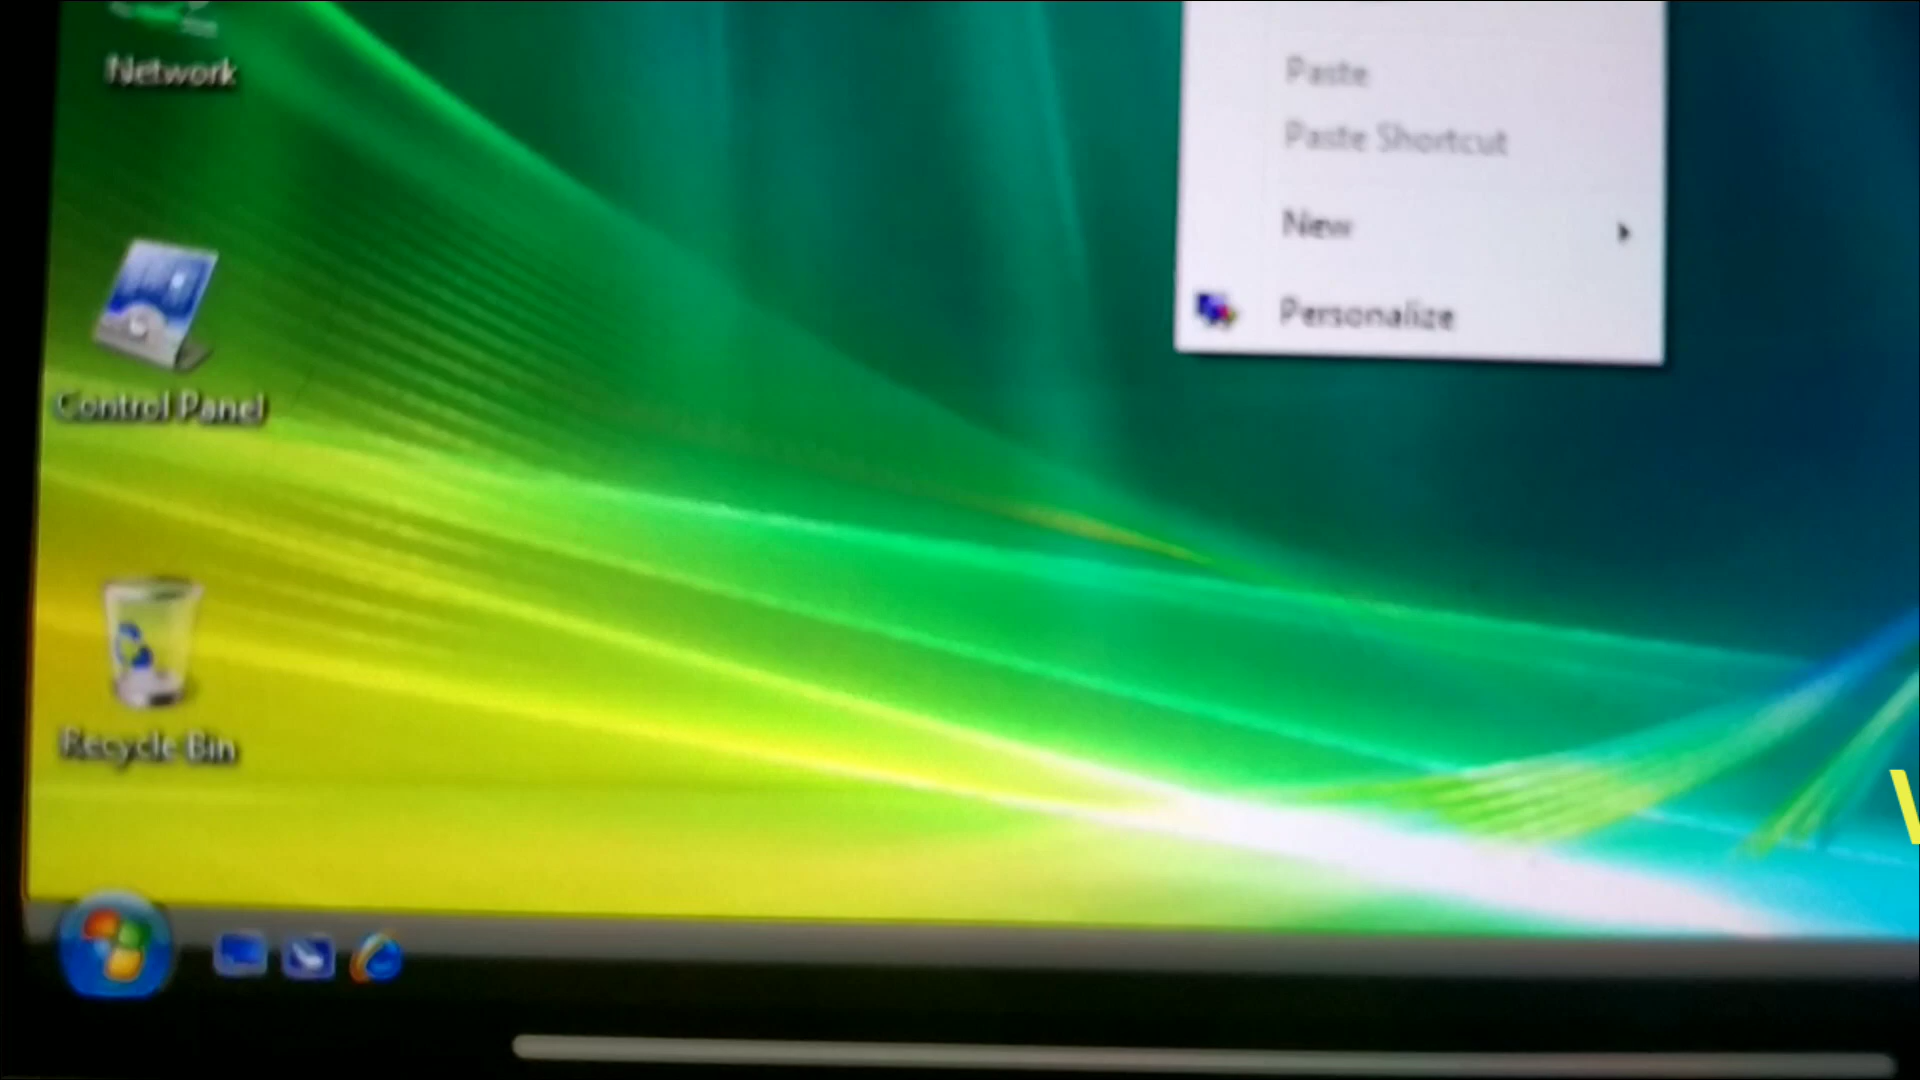 Network
Paste
Paste Shortcut
New
Personalize
Control Panel
Recycle Bin